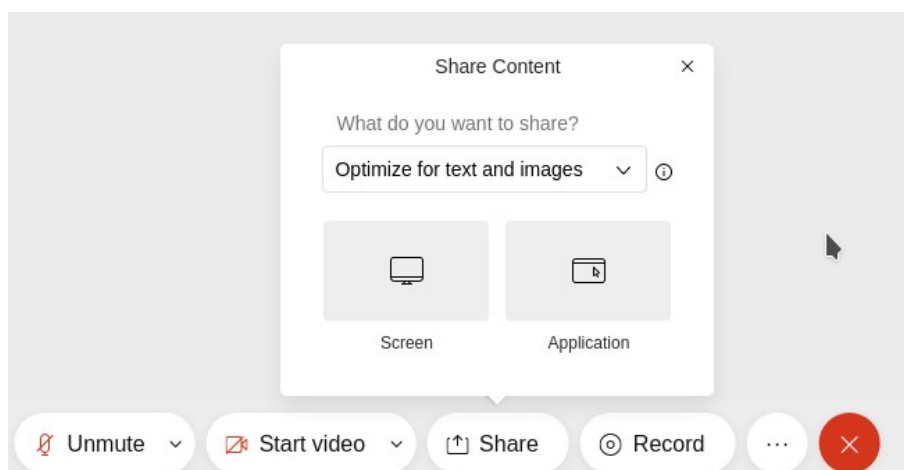 Share Content
What do you want to share?
Optimize for text and images
Screen
Application
Unmute
Start video
Share
Record